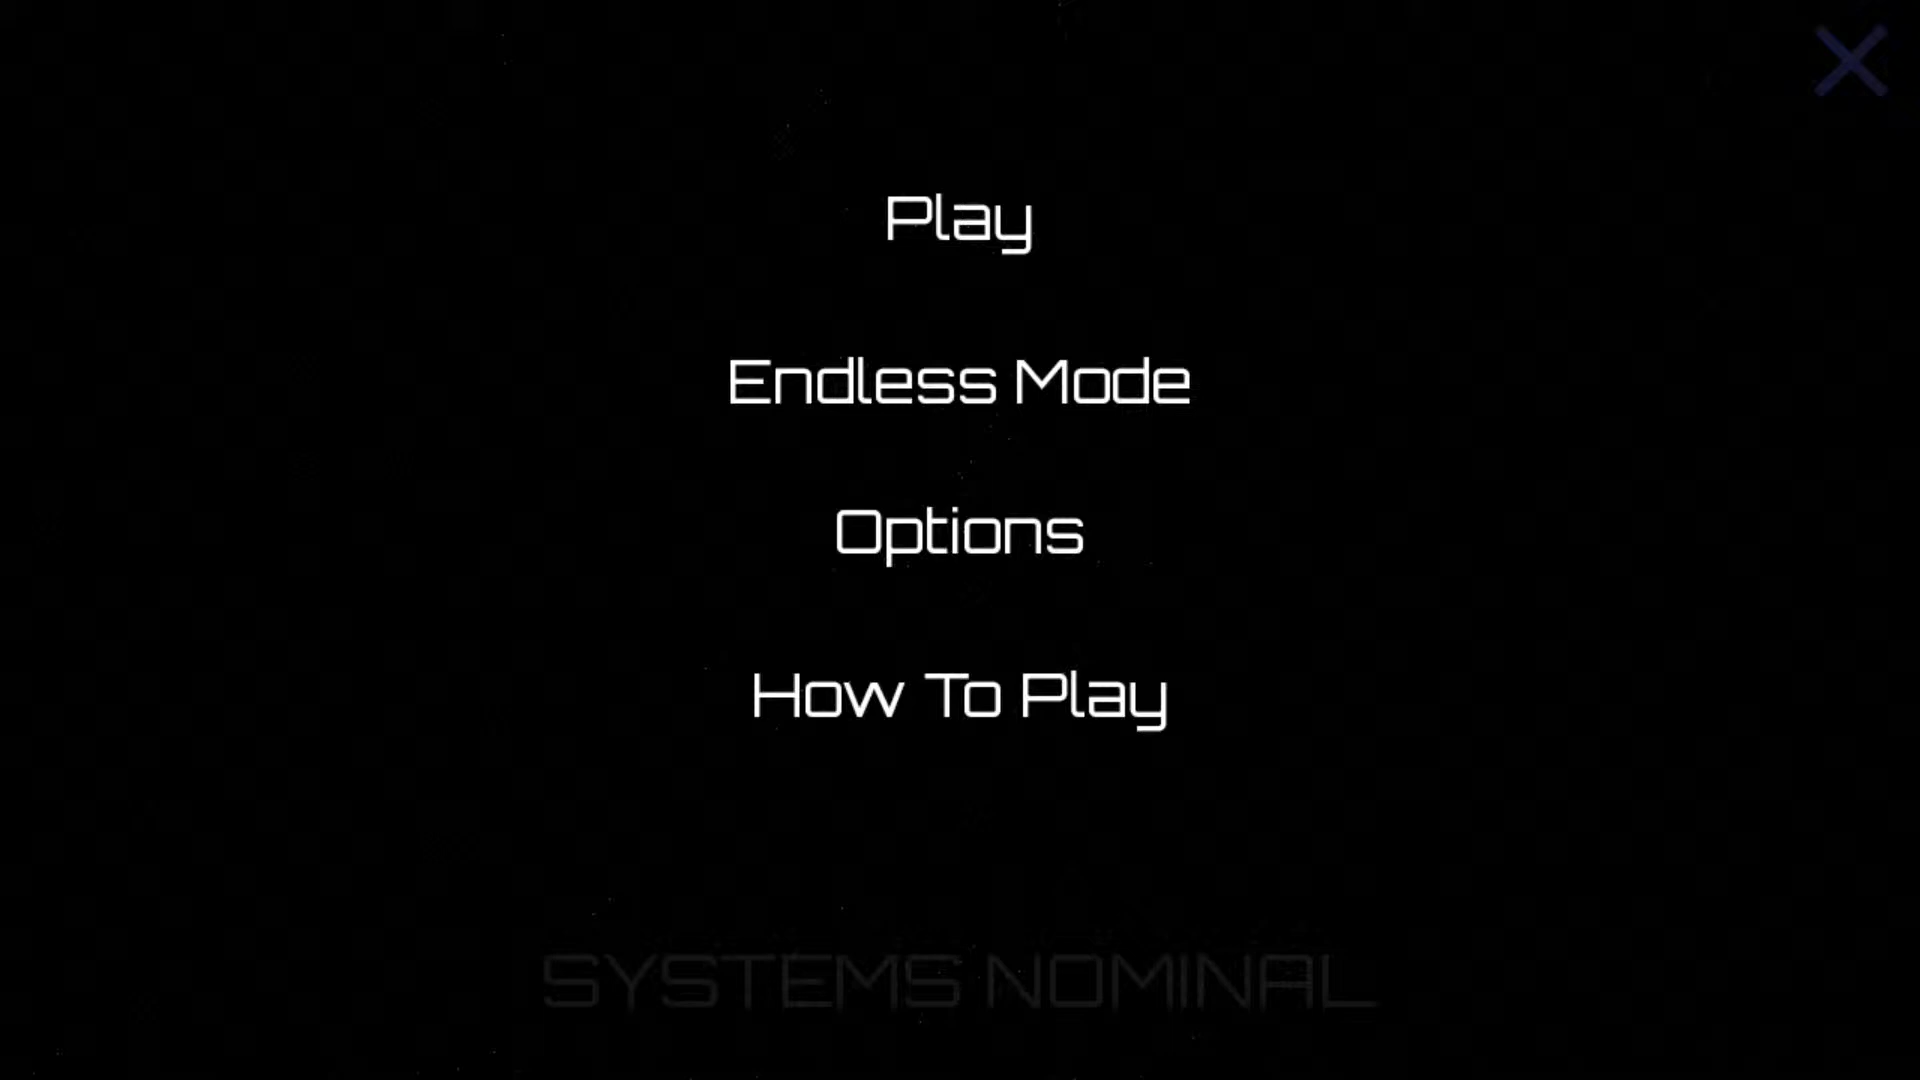 Play
Endless Mode
Options
How To Play
SYSTEMS NOMINAL